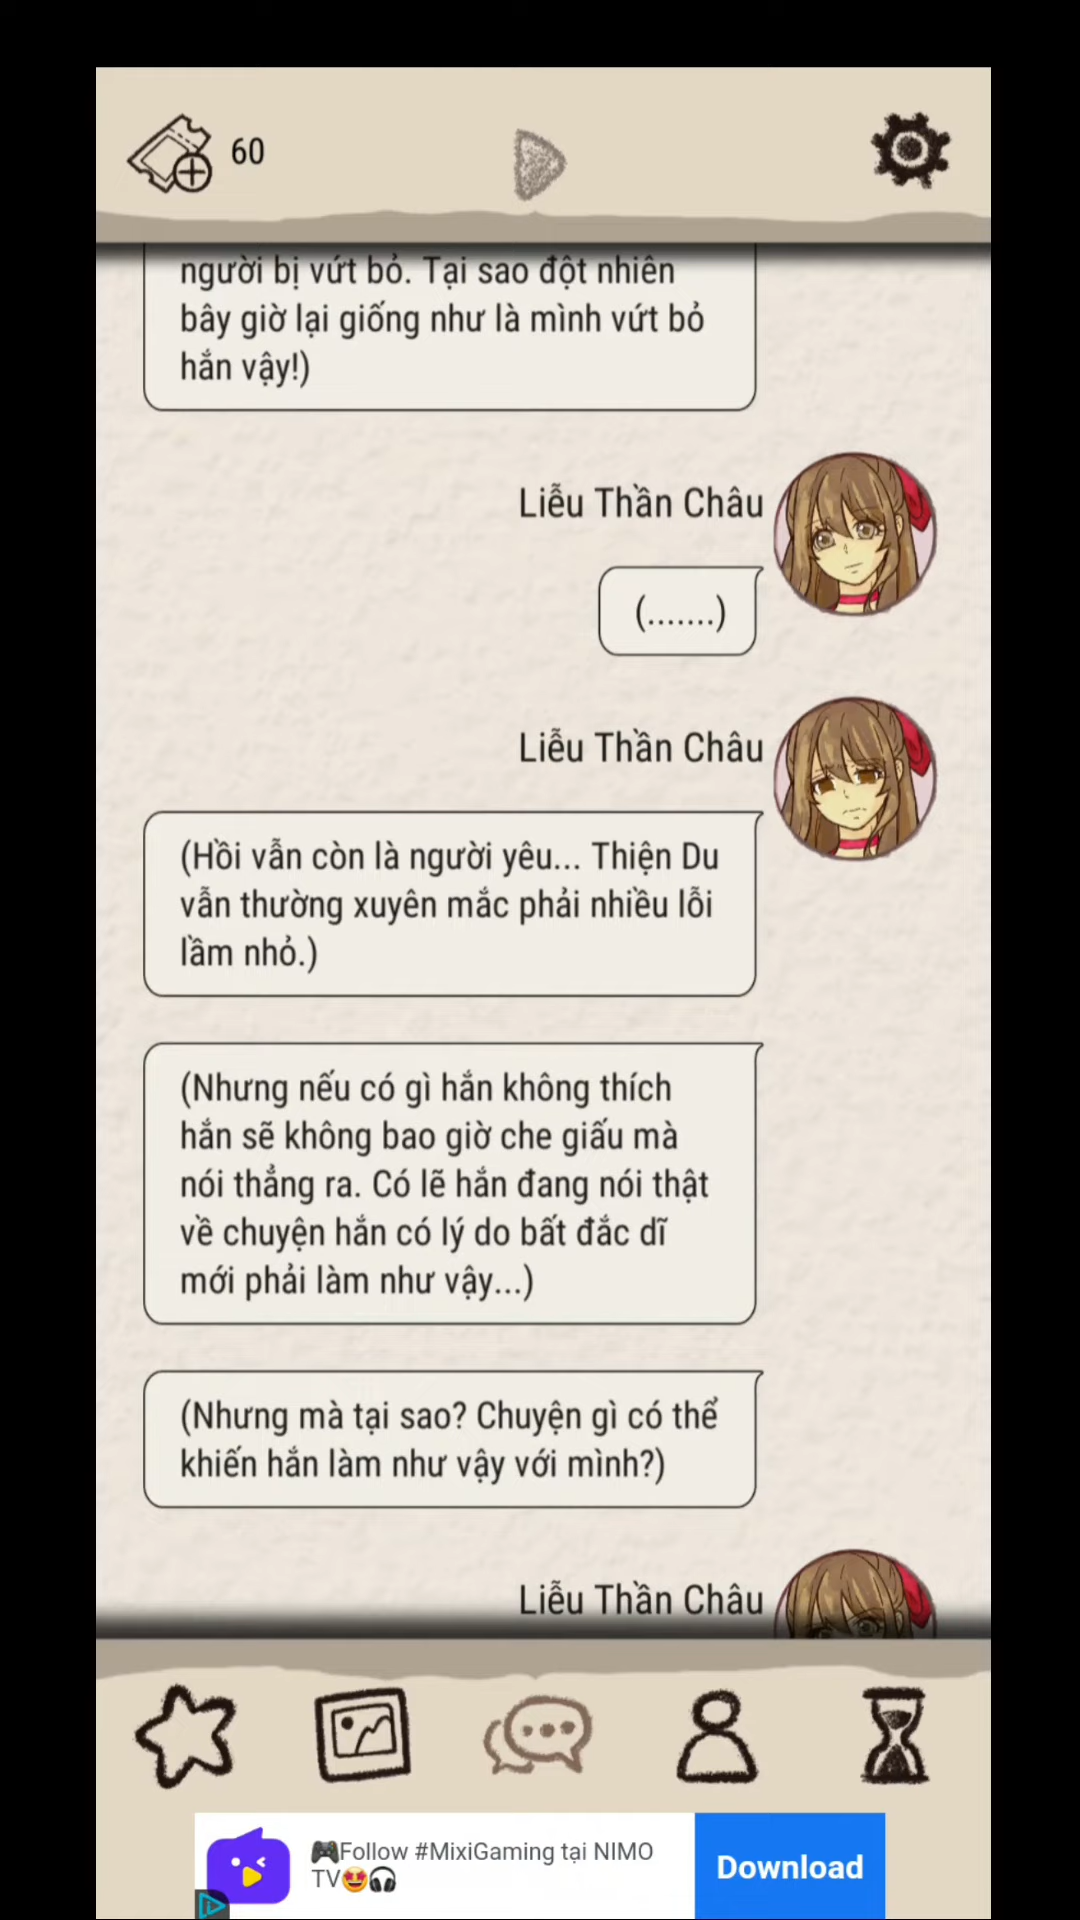 60
người bị vứt bỏ. Tại sao đột nhiên
bây giờ lại giống như là mình vứt bỏ
hắn vậy!)
Liễu Thần Châu
(.......)
Liễu Thần Châu
(Hồi vẫn còn là người yêu... Thiện Du
vẫn thường xuyên mắc phải nhiều lỗi
lầm nhỏ.)
(Nhưng nếu có gì hắn không thích
hắn sẽ không bao giờ che giấu mà
nói thẳng ra. Có lẽ hắn đang nói thật
về chuyện hắn có lý do bất đắc dĩ
mới phải làm như vậy...)
(Nhưng mà tại sao? Chuyện gì có thể
khiến hắn làm như vậy với mình?)
Liễu Thần Châu
🎮Follow #MixiGaming tại NIMO
TV🤩🎧
Download